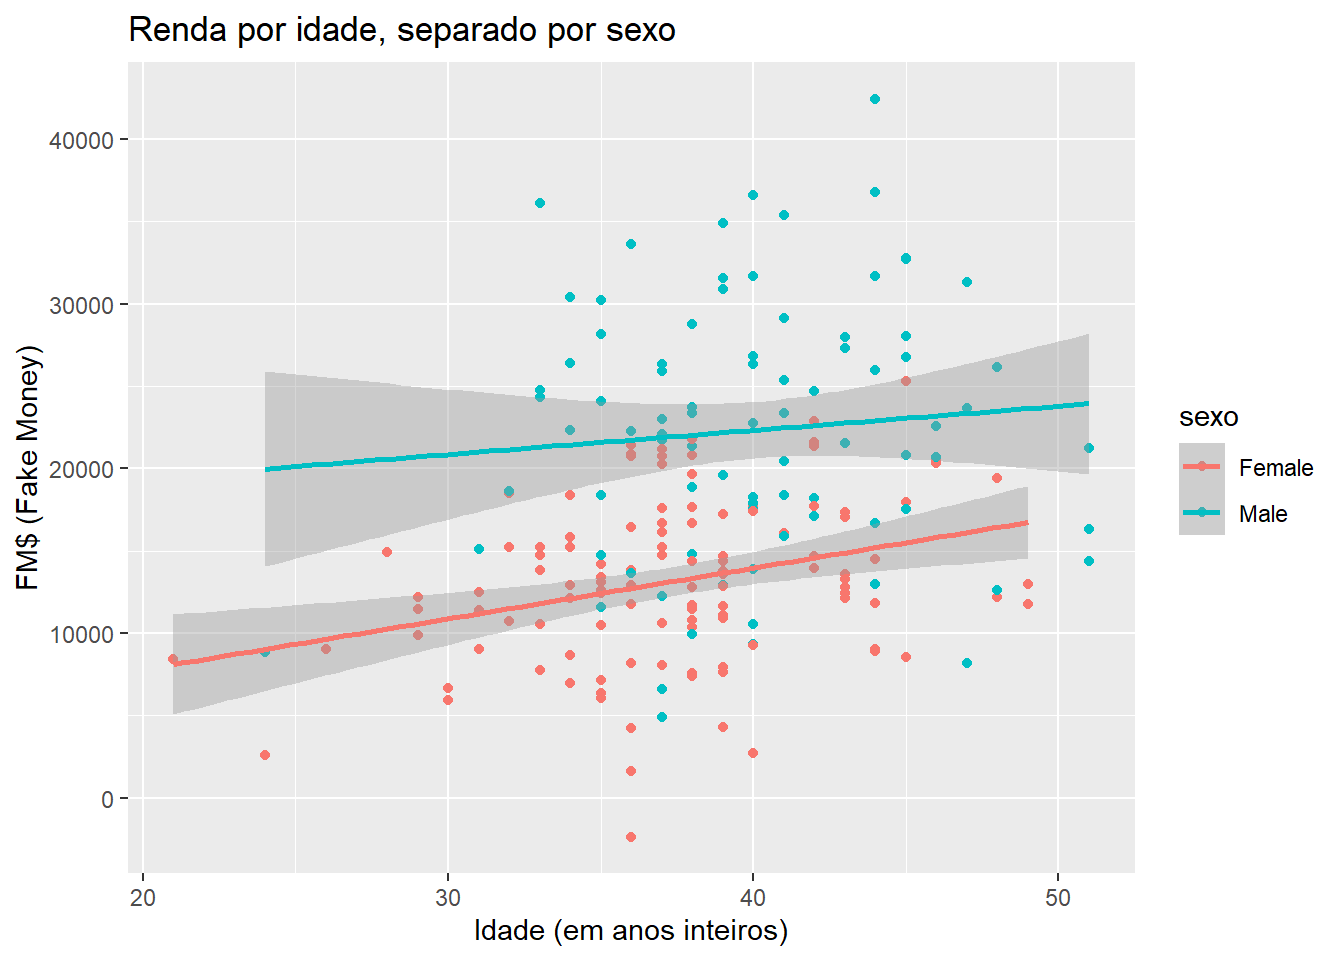 Renda por idade, separado por sexo
FM$ (Fake Money)
40000
30000
20000
10000
0
20 30 40 50
Idade (em anos inteiros)
sexo
Female
Male